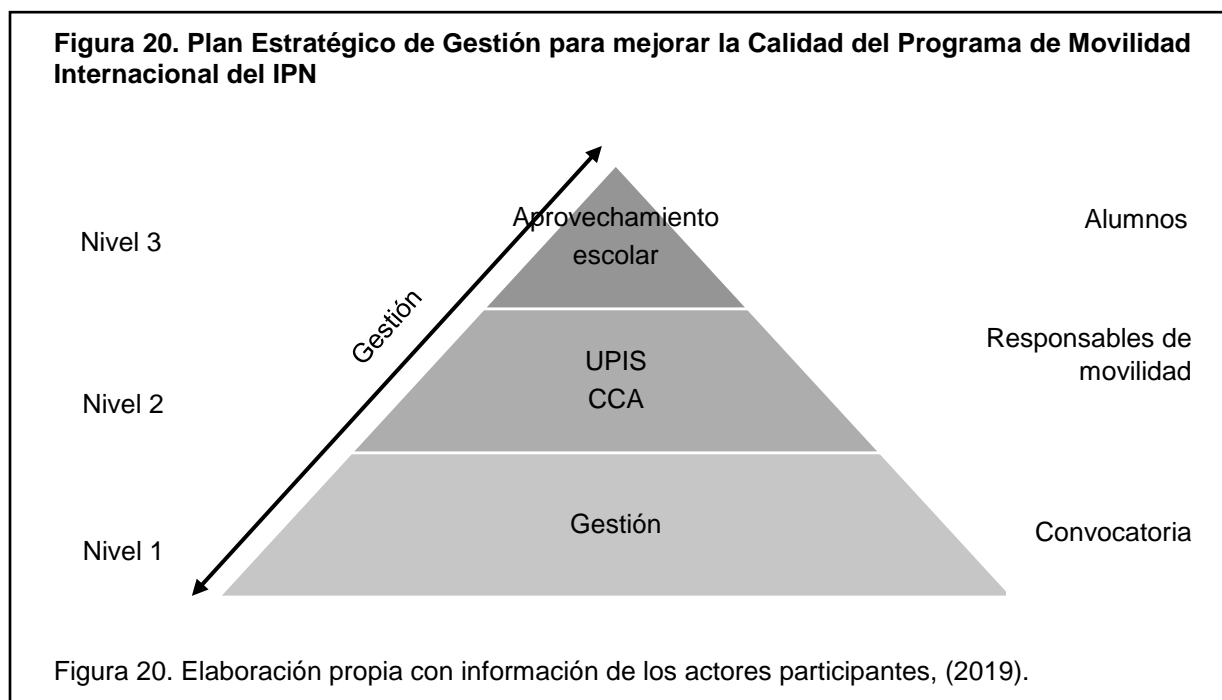 Figura 20. Plan Estratégico de Gestión para mejorar la Calidad del Programa de Movilidad
Internacional del IPN
Nivel 3
Aprovechamiento
escolar
Alumnos
Gestión
Nivel 2
UPIS
CCA
Responsables de
movilidad
Nivel 1
Gestión
Convocatoria
Figura 20. Elaboración propia con información de los actores participantes, (2019).